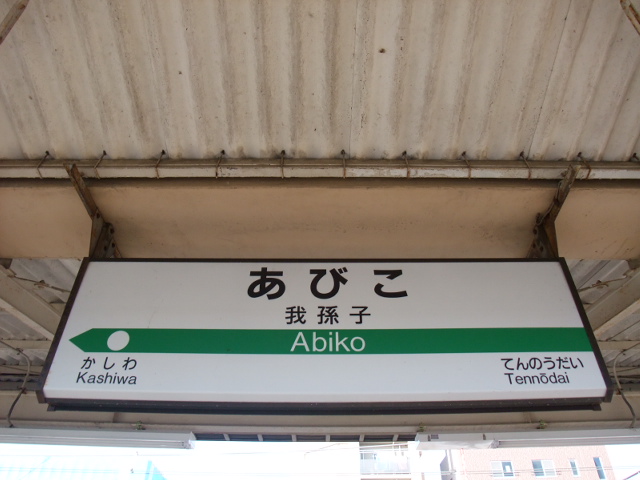 あびこ
我孫子
Abiko
かしわ
Kashiwa
てんのうだい
Tennōdai